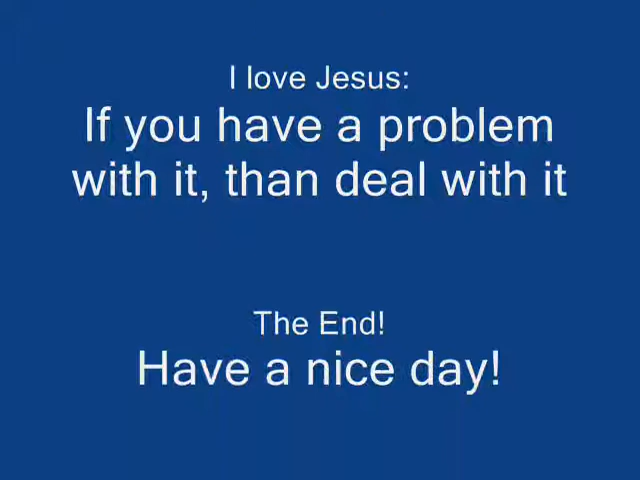 I love Jesus:
If you have a problem
with it, than deal with it
The End!
Have a nice day!